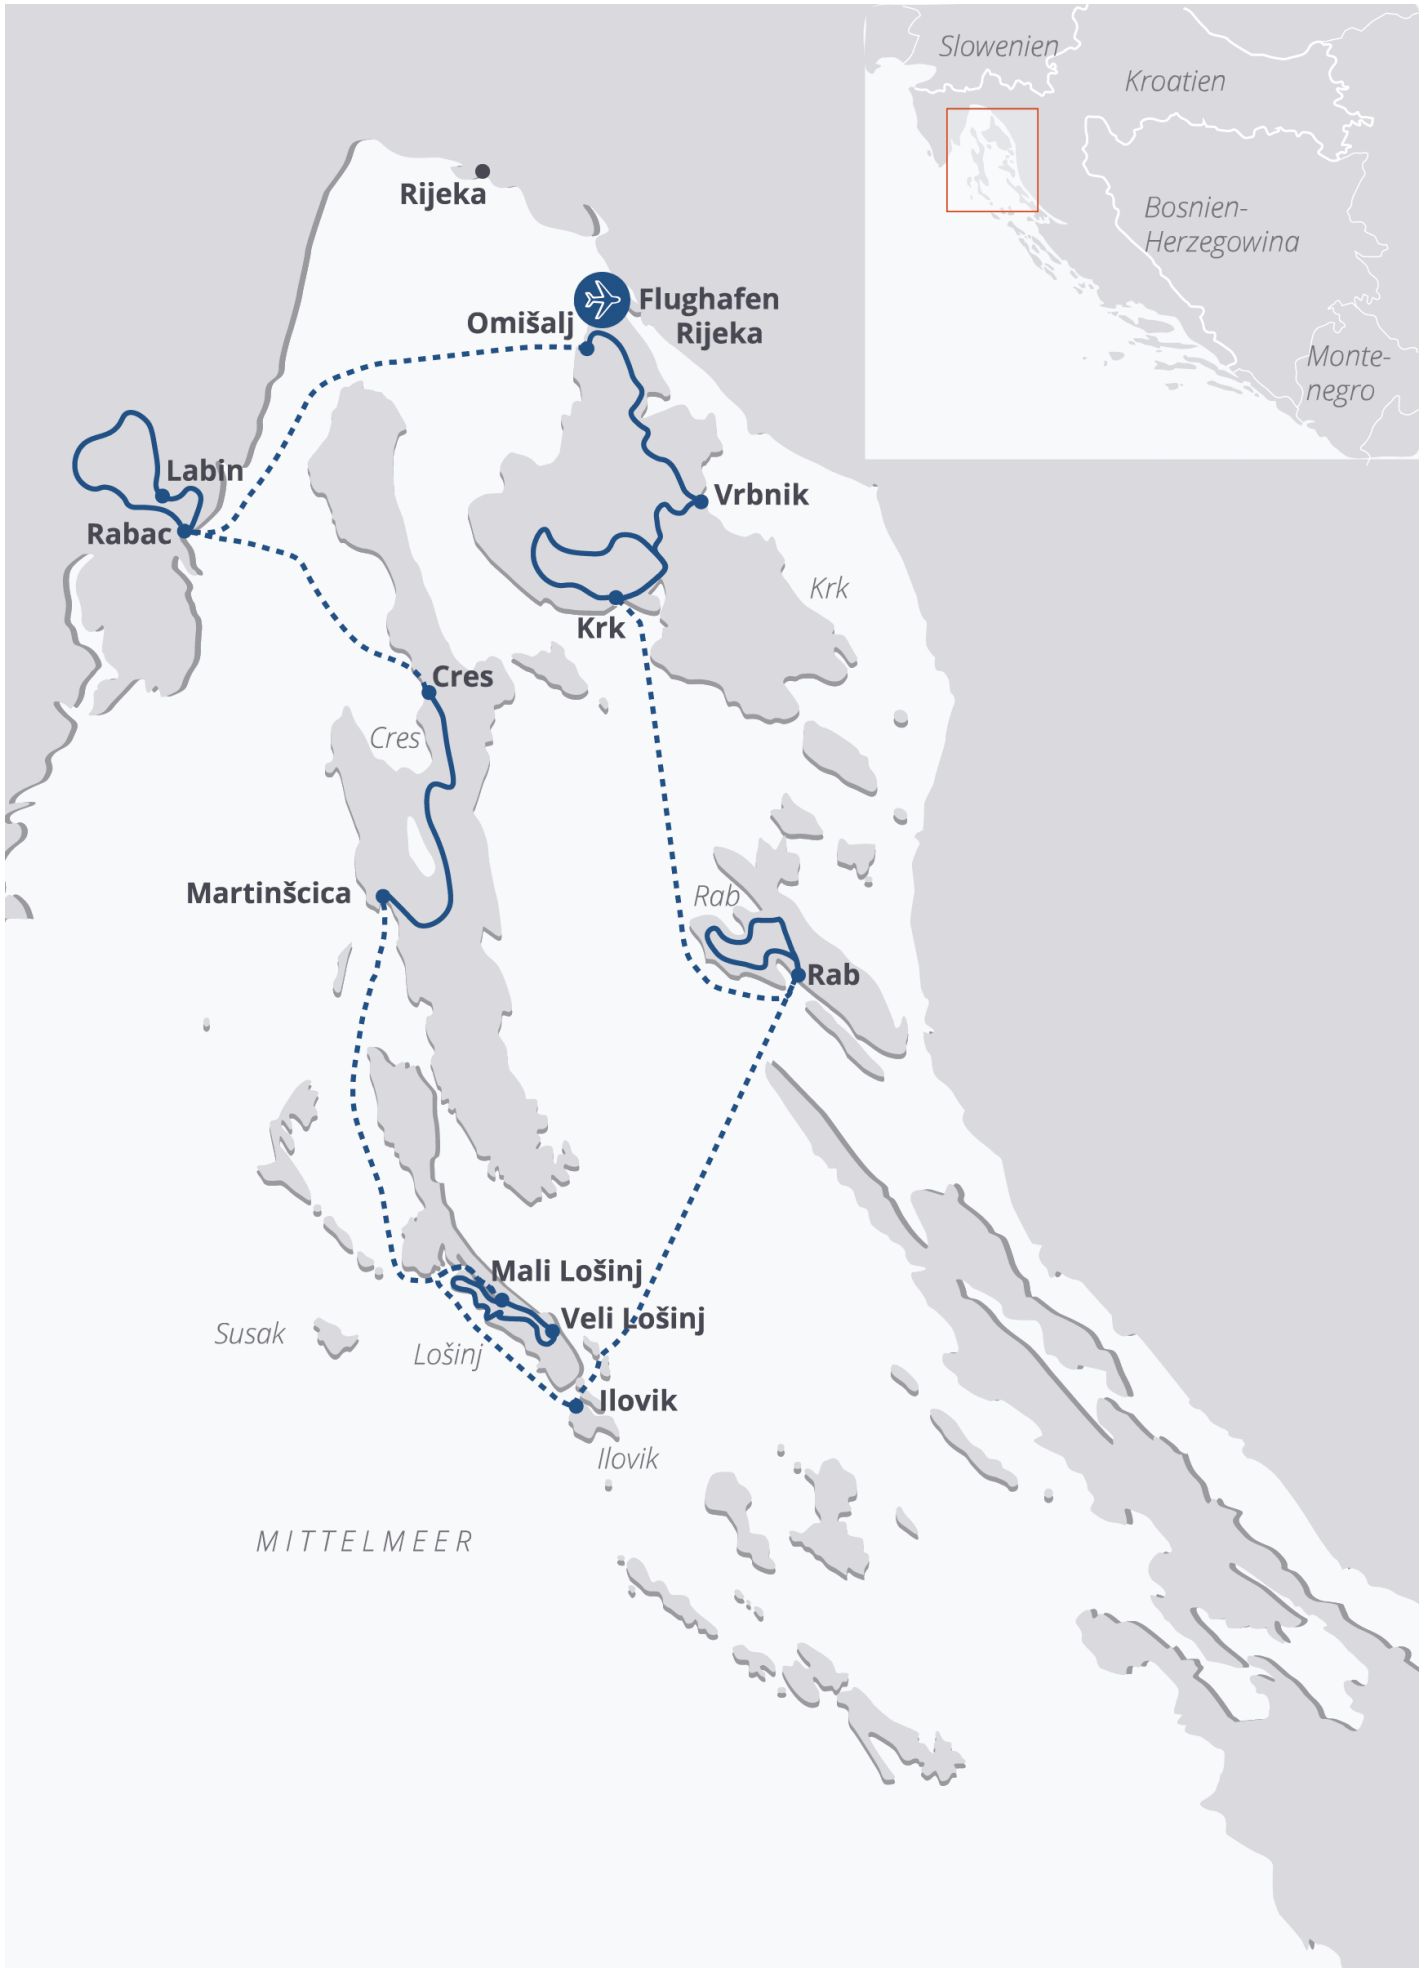 Slowenien
Kroatien
Bosnien-
Herzegowina
Monte-
negro
Rijeka
Flughafen
Rijeka
Omišalj
Labin
Rabac
Vrbnik
Krk
Krk
Cres
Cres
Martinšcica
Rab
Rab
Mali Lošinj
Veli Lošinj
Susak
Lošinj
Ilovik
Ilovik
MITTELMEER